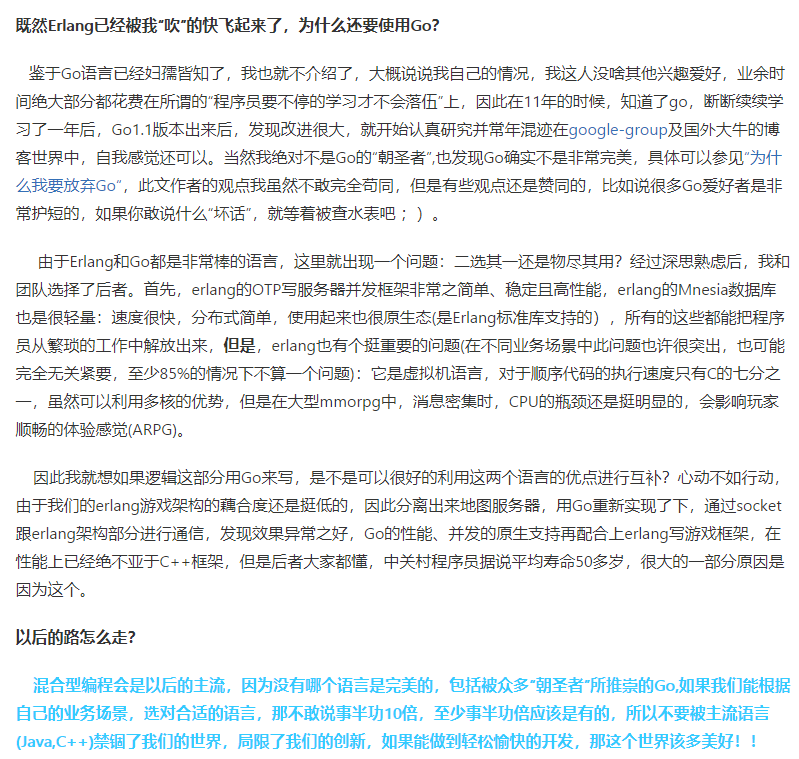 既然Erlang已经被我“吹”的快飞起来了，为什么还要使用Go？
鉴于Go语言已经妇孺皆知了，我也就不介绍了，大概说说我自己的情况，我这人没啥其他兴趣爱好，业余时
间绝大部分都花费在所谓的“程序员要不停的学习才不会落伍”上，因此在11年的时候，知道了go，断断续续学
习了一年后，Go1.1版本出来后，发现改进很大，就开始认真研究并常年混迹在google-group及国外大牛的博
客世界中，自我感觉还可以。当然我绝对不是Go的“朝圣者”,也发现Go确实不是非常完美，具体可以参见”为什
么我要放弃Go“，此文作者的观点我虽然不敢完全苟同，但是有些观点还是赞同的，比如说很多Go爱好者是非
常护短的，如果你敢说什么“坏话”，就等着被查水表吧；）。
由于Erlang和Go都是非常棒的语言，这里就出现一个问题：二选其一还是物尽其用？经过深思熟虑后，我和
团队选择了后者。首先，erlang的OTP写服务器并发框架非常之简单、稳定且高性能，erlang的Mnesia数据库
也是很轻量：速度很快，分布式简单，使用起来也很原生态(是Erlang标准库支持的），所有的这些都能把程序
员从繁琐的工作中解放出来，但是，erlang也有个挺重要的问题(在不同业务场景中此问题也许很突出，也可能
完全无关紧要，至少85%的情况下不算一个问题)：它是虚拟机语言，对于顺序代码的执行速度只有C的七分之
一，虽然可以利用多核的优势，但是在大型mmorpg中，消息密集时，CPU的瓶颈还是挺明显的，会影响玩家
顺畅的体验感觉(ARPG)。
因此我就想如果逻辑这部分用Go来写，是不是可以很好的利用这两个语言的优点进行互补？心动不如行动，
由于我们的erlang游戏架构的藕合度还是挺低的，因此分离出来地图服务器，用Go重新实现了下，通过socket
跟erlang架构部分进行通信，发现效果异常之好，Go的性能、并发的原生支持再配合上erlang写游戏框架，在
性能上已经绝不亚于C++框架，但是后者大家都懂，中关村程序员据说平均寿命50多岁，很大的一部分原因是
因为这个。
以后的路怎么走？
混合型编程会是以后的主流，因为没有哪个语言是完美的，包括被众多“朝圣者”所推崇的Go,如果我们能根据
自己的业务场景，选对合适的语言，那不敢说事半功10倍，至少事半功倍应该是有的，所以不要被主流语言
(Java,C++)禁锢了我们的世界，局限了我们的创新，如果能做到轻松愉快的开发，那这个世界该多美好！！